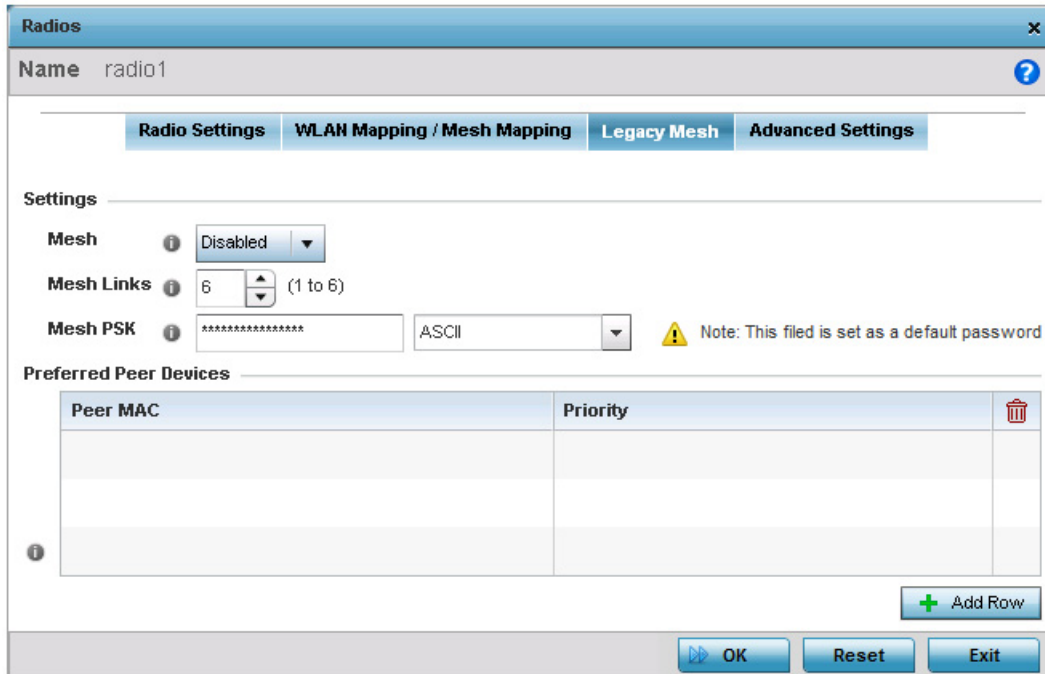 Radios
Name radio1
Radio Settings WLAN Mapping / Mesh Mapping Legacy Mesh Advanced Settings
Settings
Mesh Disabled
Mesh Links 6 (1 to 6)
Mesh PSK **************** ASCII Note: This filed is set as a default password
Preferred Peer Devices
Peer MAC Priority
Add Row
OK Reset Exit